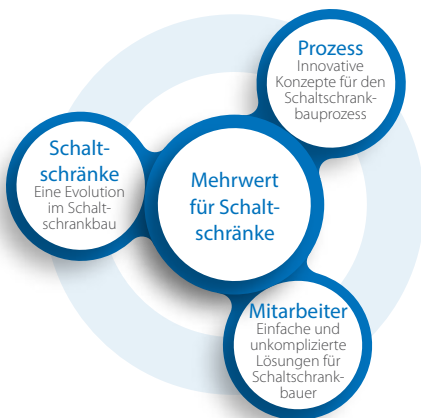 Prozess
Innovative
Konzepte für den
Schaltschrank-
bauprozess
Schalt-
schränke
Eine Evolution
im Schalt-
schrankbau
Mehrwert
für Schalt-
schränke
Mitarbeiter
Einfache und
unkomplizierte
Lösungen für
Schaltschrank-
bauer